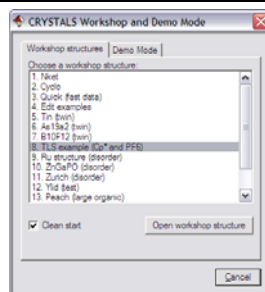 CRYSTALS Workshop and Demo Mode
Workshop structures Demo Mode
Choose a workshop structure:
1. Nket
2. Cyclo
3. Quick (fast data)
4. Edit examples
5. Tin (twin)
6. As19a2 (twin)
7. B10F12 (twin)
8. TLS example (Cp* and PF6)
9. Ru structure (disorder)
10. ZnGaPO (disorder)
11. Zurich (disorder)
12. Ylid (test)
13. Peach (large organic)
Clean start Open workshop structure
Cancel